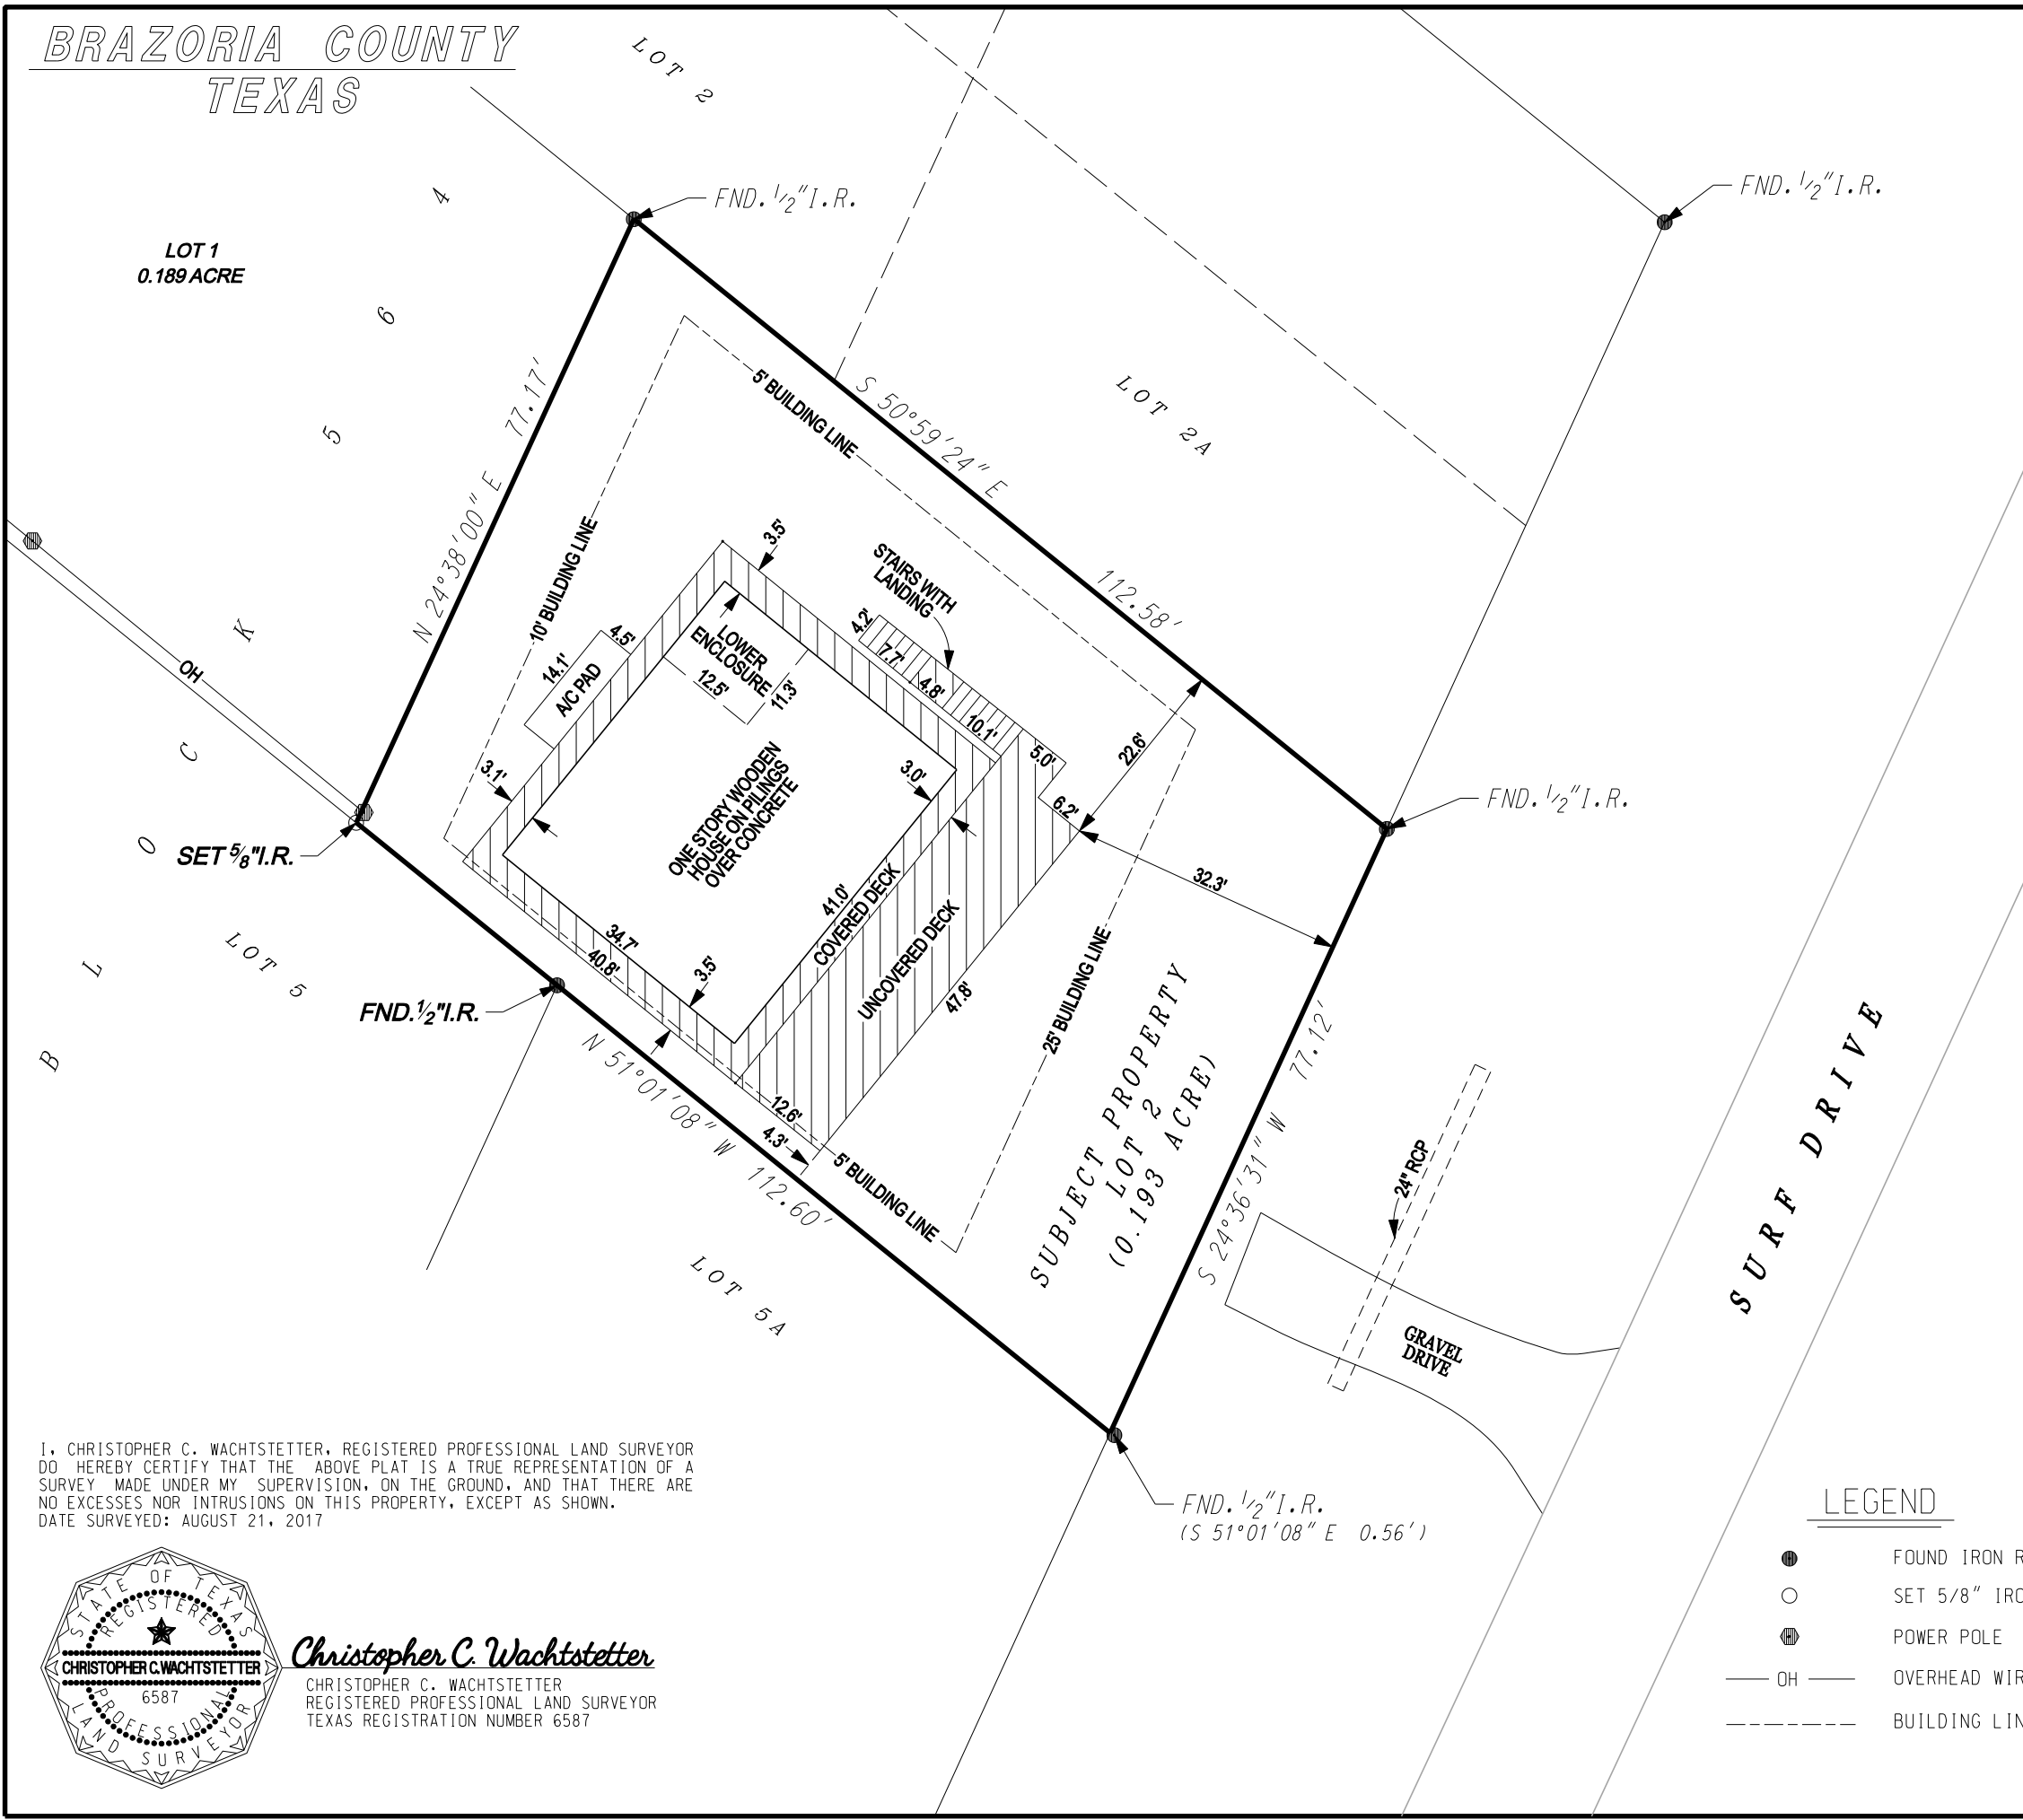 BRAZORIA COUNTY
TEXAS
LOT 2
FND. 1/2" I.R.
FND. 1/2" I.R.
LOT 1
0.189 ACRE
4
6
5
BLOCK
N 24°38'00" E 77.17'
5' BUILDING LINE
S 50°59'24" E 112.58'
LOT 2A
10' BUILDING LINE
3.5'
STAIRS WITH
LANDING
4.2'
7.7'
4.8'
10.1'
5.0'
6.2'
22.6'
32.3'
LOWER
ENCLOSURE
12.5'
11.3'
4.5'
14.1'
A/C PAD
3.1'
3.0'
ONE STORY WOODEN
HOUSE ON PILINGS
OVER CONCRETE
OH
SET 5/8" I.R.
FND. 1/2" I.R.
41.0'
COVERED DECK
UNCOVERED DECK
47.8'
34.7'
40.8'
3.5'
12.6'
4.3'
25' BUILDING LINE
5' BUILDING LINE
LOT 5
FND. 1/2" I.R.
N 51°01'08" W 112.60'
LOT 5A
SUBJECT PROPERTY
LOT 2
(0.193 ACRE)
S 24°36'31" W 77.12'
24" RCP
GRAVEL
DRIVE
SURF DRIVE
FND. 1/2" I.R.
(S 51°01'08" E 0.56')
I, CHRISTOPHER C. WACHTSTETTER, REGISTERED PROFESSIONAL LAND SURVEYOR
DO HEREBY CERTIFY THAT THE ABOVE PLAT IS A TRUE REPRESENTATION OF A
SURVEY MADE UNDER MY SUPERVISION, ON THE GROUND, AND THAT THERE ARE
NO EXCESSES NOR INTRUSIONS ON THIS PROPERTY, EXCEPT AS SHOWN.
DATE SURVEYED: AUGUST 21, 2017
STATE OF TEXAS
REGISTERED
CHRISTOPHER C. WACHTSTETTER
6587
PROFESSIONAL
LAND SURVEYOR
Christopher C. Wachtstetter
CHRISTOPHER C. WACHTSTETTER
REGISTERED PROFESSIONAL LAND SURVEYOR
TEXAS REGISTRATION NUMBER 6587
LEGEND
FOUND IRON R
SET 5/8" IRO
POWER POLE
OH OVERHEAD WIR
BUILDING LIN